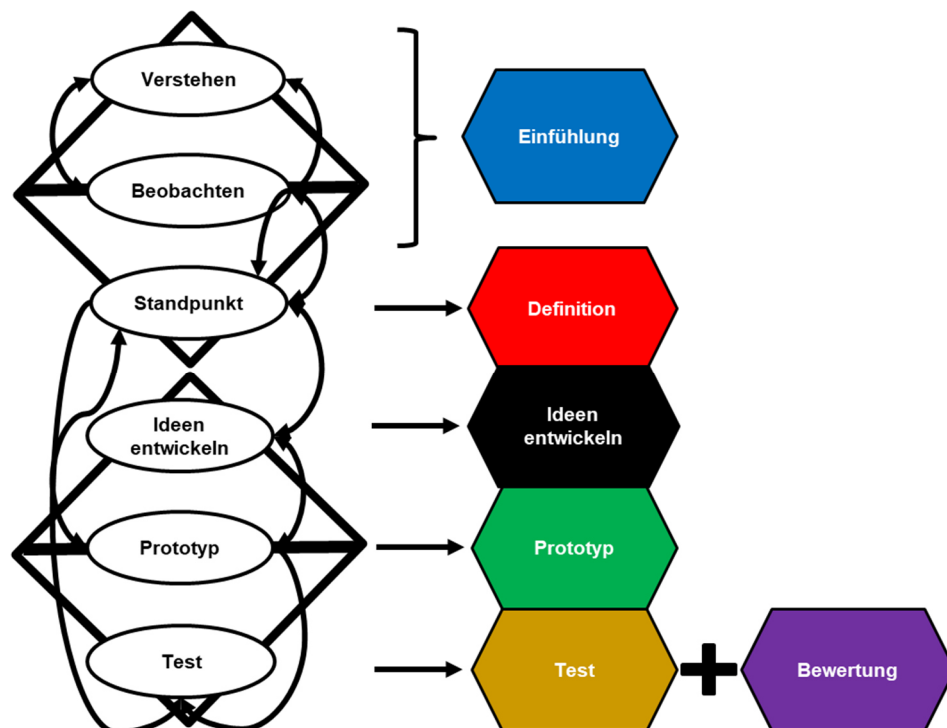 Verstehen
Einfühlung
Beobachten
Standpunkt
Definition
Ideen
entwickeln
Ideen
entwickeln
Prototyp
Prototyp
Test
Test
Bewertung